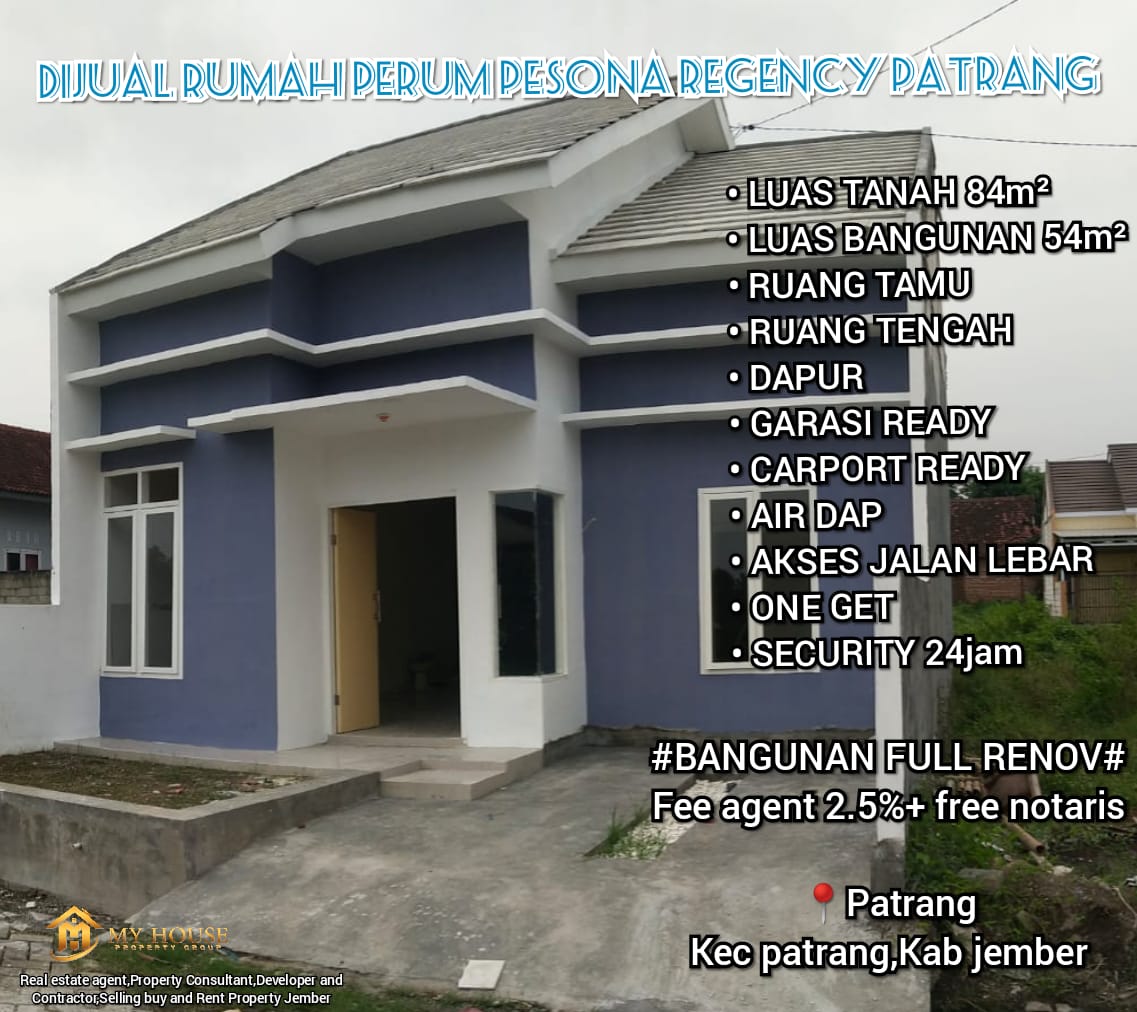 DIJUAL RUMAH PERUM PESONA REGENCY PATRANG
• LUAS TANAH 84m²
• LUAS BANGUNAN 54m²
• RUANG TAMU
• RUANG TENGAH
• DAPUR
• GARASI READY
• CARPORT READY
• AIR DAP
• AKSES JALAN LEBAR
• ONE GET
• SECURITY 24jam
#BANGUNAN FULL RENOV#
Fee agent 2.5%+ free notaris
📍Patrang
Kec patrang,Kab jember
MY HOUSE
PROPERTY GROUP
Real estate agent,Property Consultant,Developer and
Contractor,Selling buy and Rent Property Jember